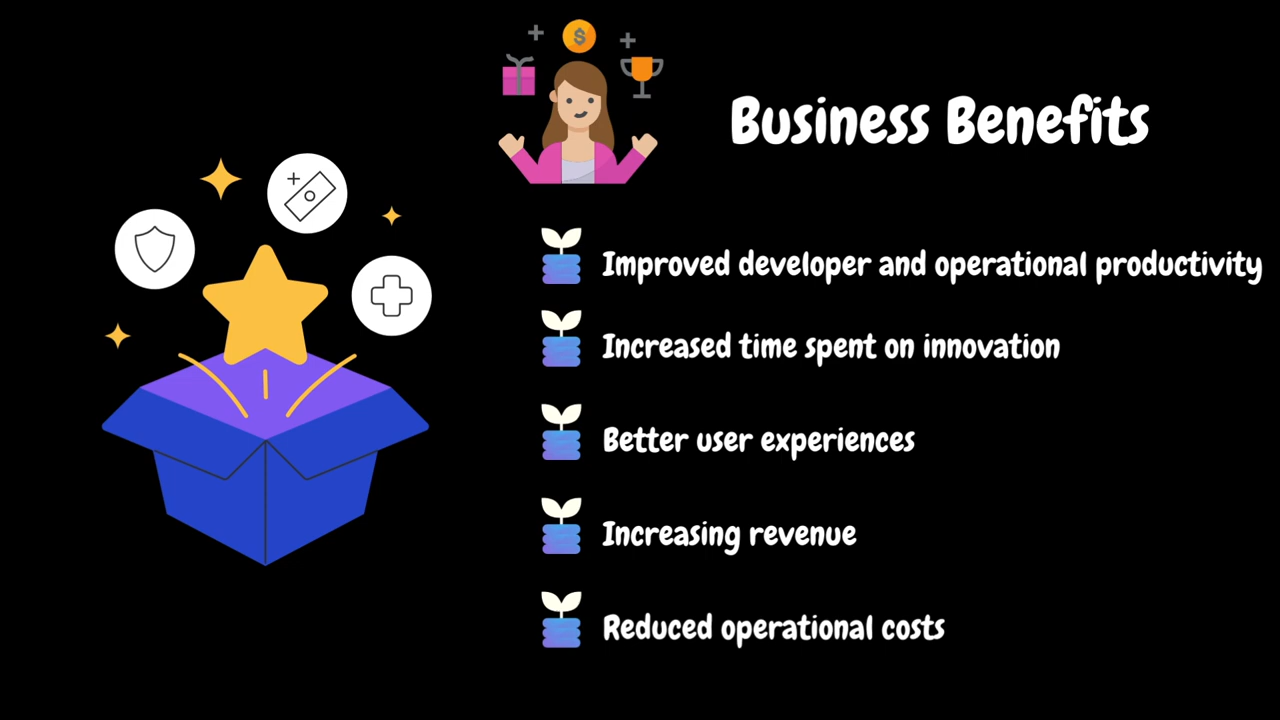 $
Business Benefits
Improved developer and operational productivity
Increased time spent on innovation
Better user experiences
Increasing revenue
Reduced operational costs